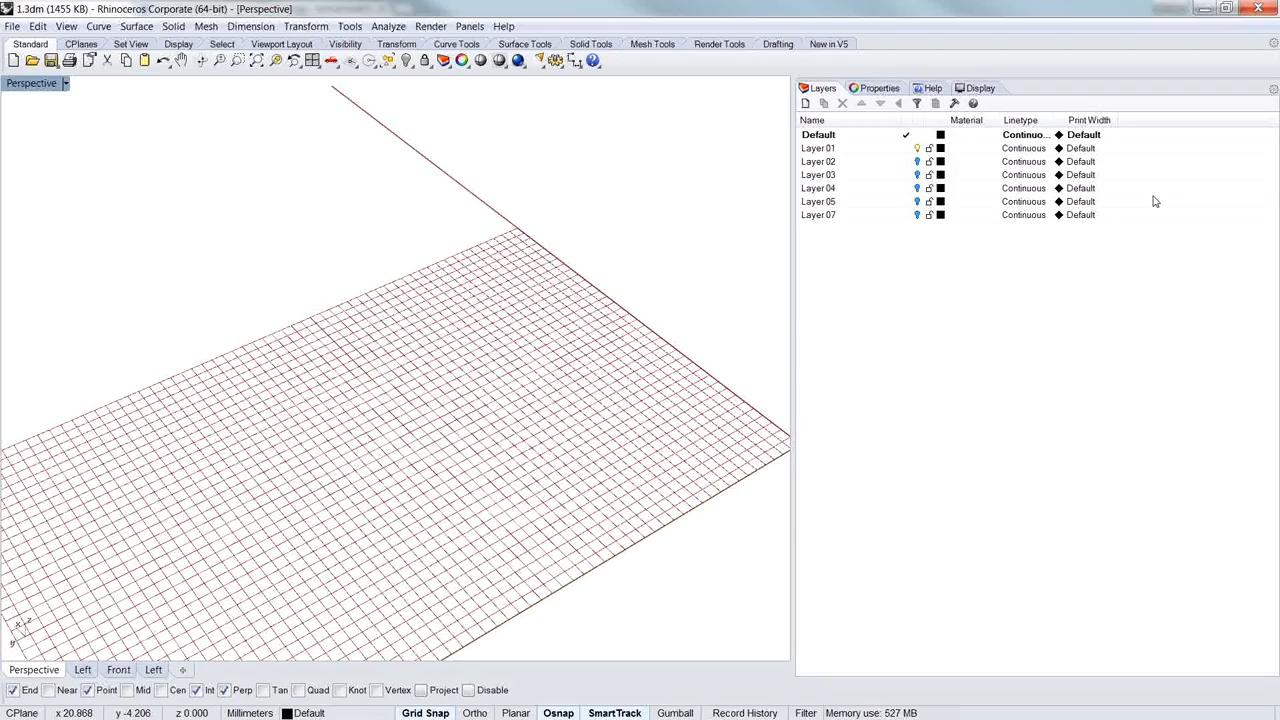 1.3dm (1455 KB) - Rhinoceros Corporate (64-bit) - [Perspective]
File Edit View Curve Surface Solid Mesh Dimension Transform Tools Analyze Render Panels Help
Standard CPlanes Set View Display Select Viewport Layout Visibility Transform Curve Tools Surface Tools Solid Tools Mesh Tools Render Tools Drafting New in V5
Perspective
Layers Properties Help Display
Name Material Linetype Print Width
Default Continuo... Default
Layer 01 Continuous Default
Layer 02 Continuous Default
Layer 03 Continuous Default
Layer 04 Continuous Default
Layer 05 Continuous Default
Layer 07 Continuous Default
x z
y
Perspective Left Front Left
End Near Point Mid Cen Int Perp Tan Quad Knot Vertex Project Disable
CPlane x 20.868 y -4.206 z 0.000 Millimeters Default Grid Snap Ortho Planar Osnap SmartTrack Gumball Record History Filter Memory use: 527 MB